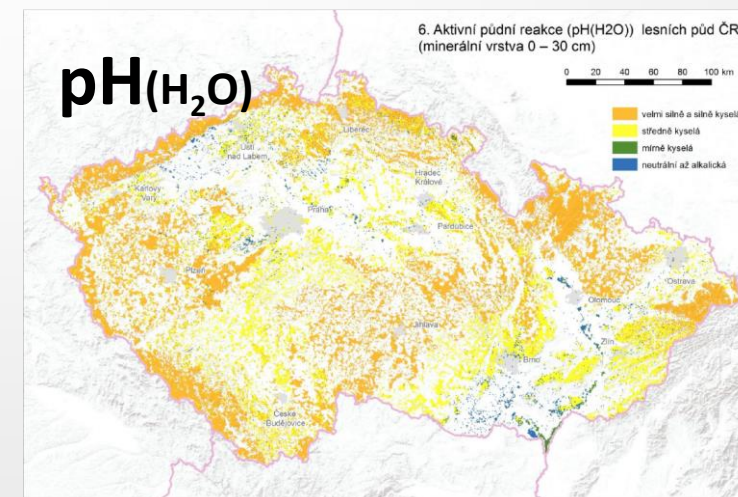 6. Aktivní půdní reakce (pH(H2O)) lesních půd ČR
(minerální vrstva 0 – 30 cm)
pH(H₂O)
0 20 40 60 80 100 km
velmi silně a silně kyselá
středně kyselá
mírně kyselá
neutrální až alkalická
Liberec
Ústí
nad Labem
Karlovy
Vary
Hradec
Králové
Praha
Pardubice
Plzeň
Ostrava
Olomouc
Jihlava
Zlín
Brno
České
Budějovice